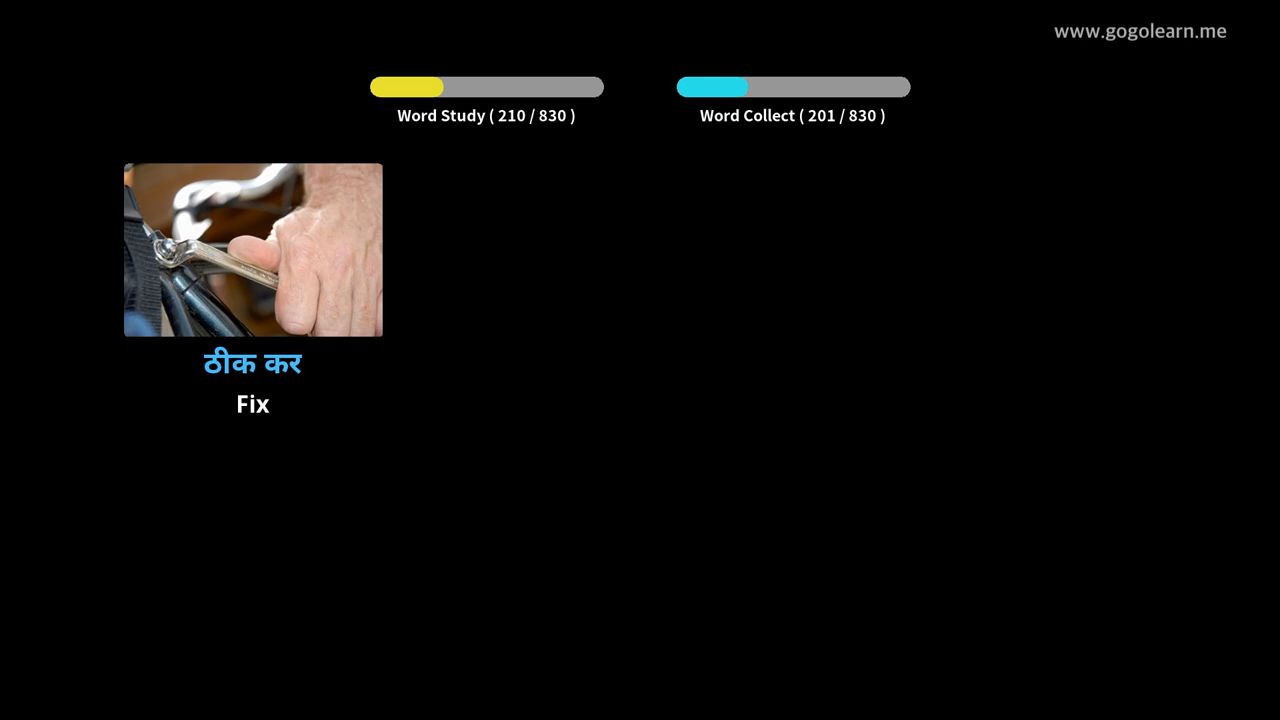 www.gogolearn.me
Word Study ( 210 / 830 )
Word Collect ( 201 / 830 )
ठीक कर
Fix